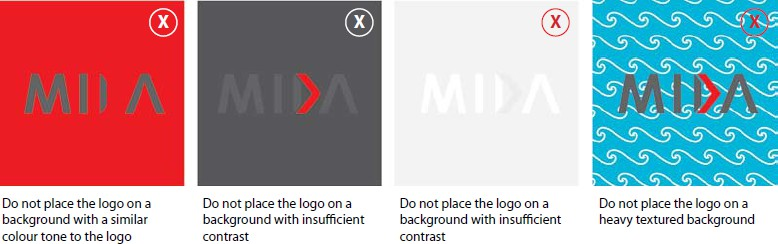 X
MIDA
Do not place the logo on a
background with a similar
colour tone to the logo
X
MIDA
Do not place the logo on a
background with insufficient
contrast
X
MIDA
Do not place the logo on a
background with insufficient
contrast
X
MIDA
Do not place the logo on a
heavy textured background